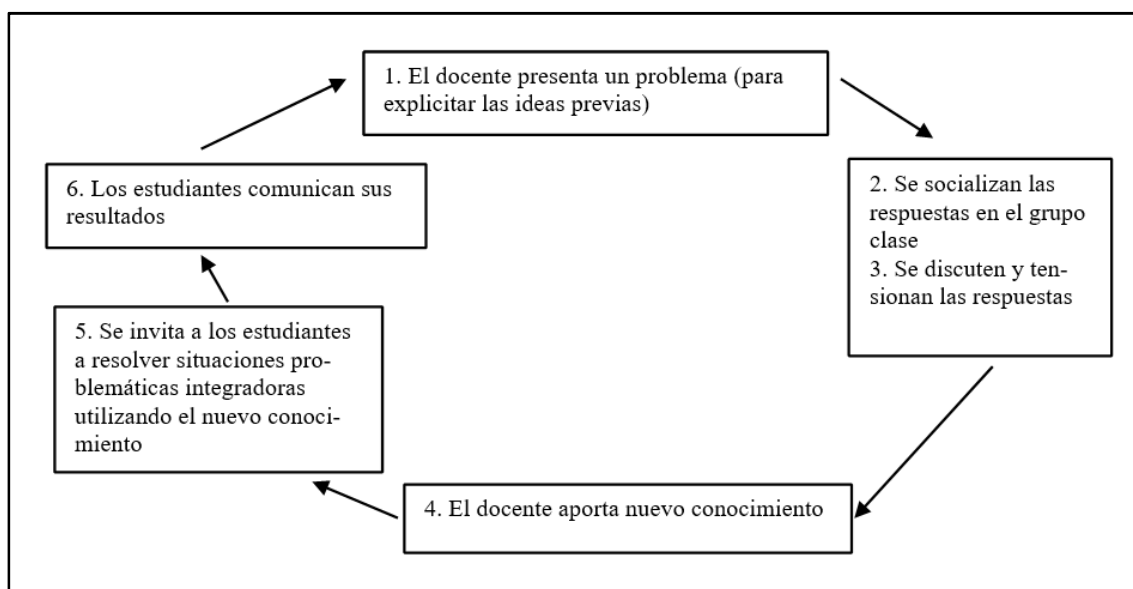 1. El docente presenta un problema (para
explicitar las ideas previas)
2. Se socializan las
respuestas en el grupo
clase
3. Se discuten y ten-
sionan las respuestas
4. El docente aporta nuevo conocimiento
5. Se invita a los estudiantes
a resolver situaciones pro-
blemáticas integradoras
utilizando el nuevo conoci-
miento
6. Los estudiantes comunican sus
resultados